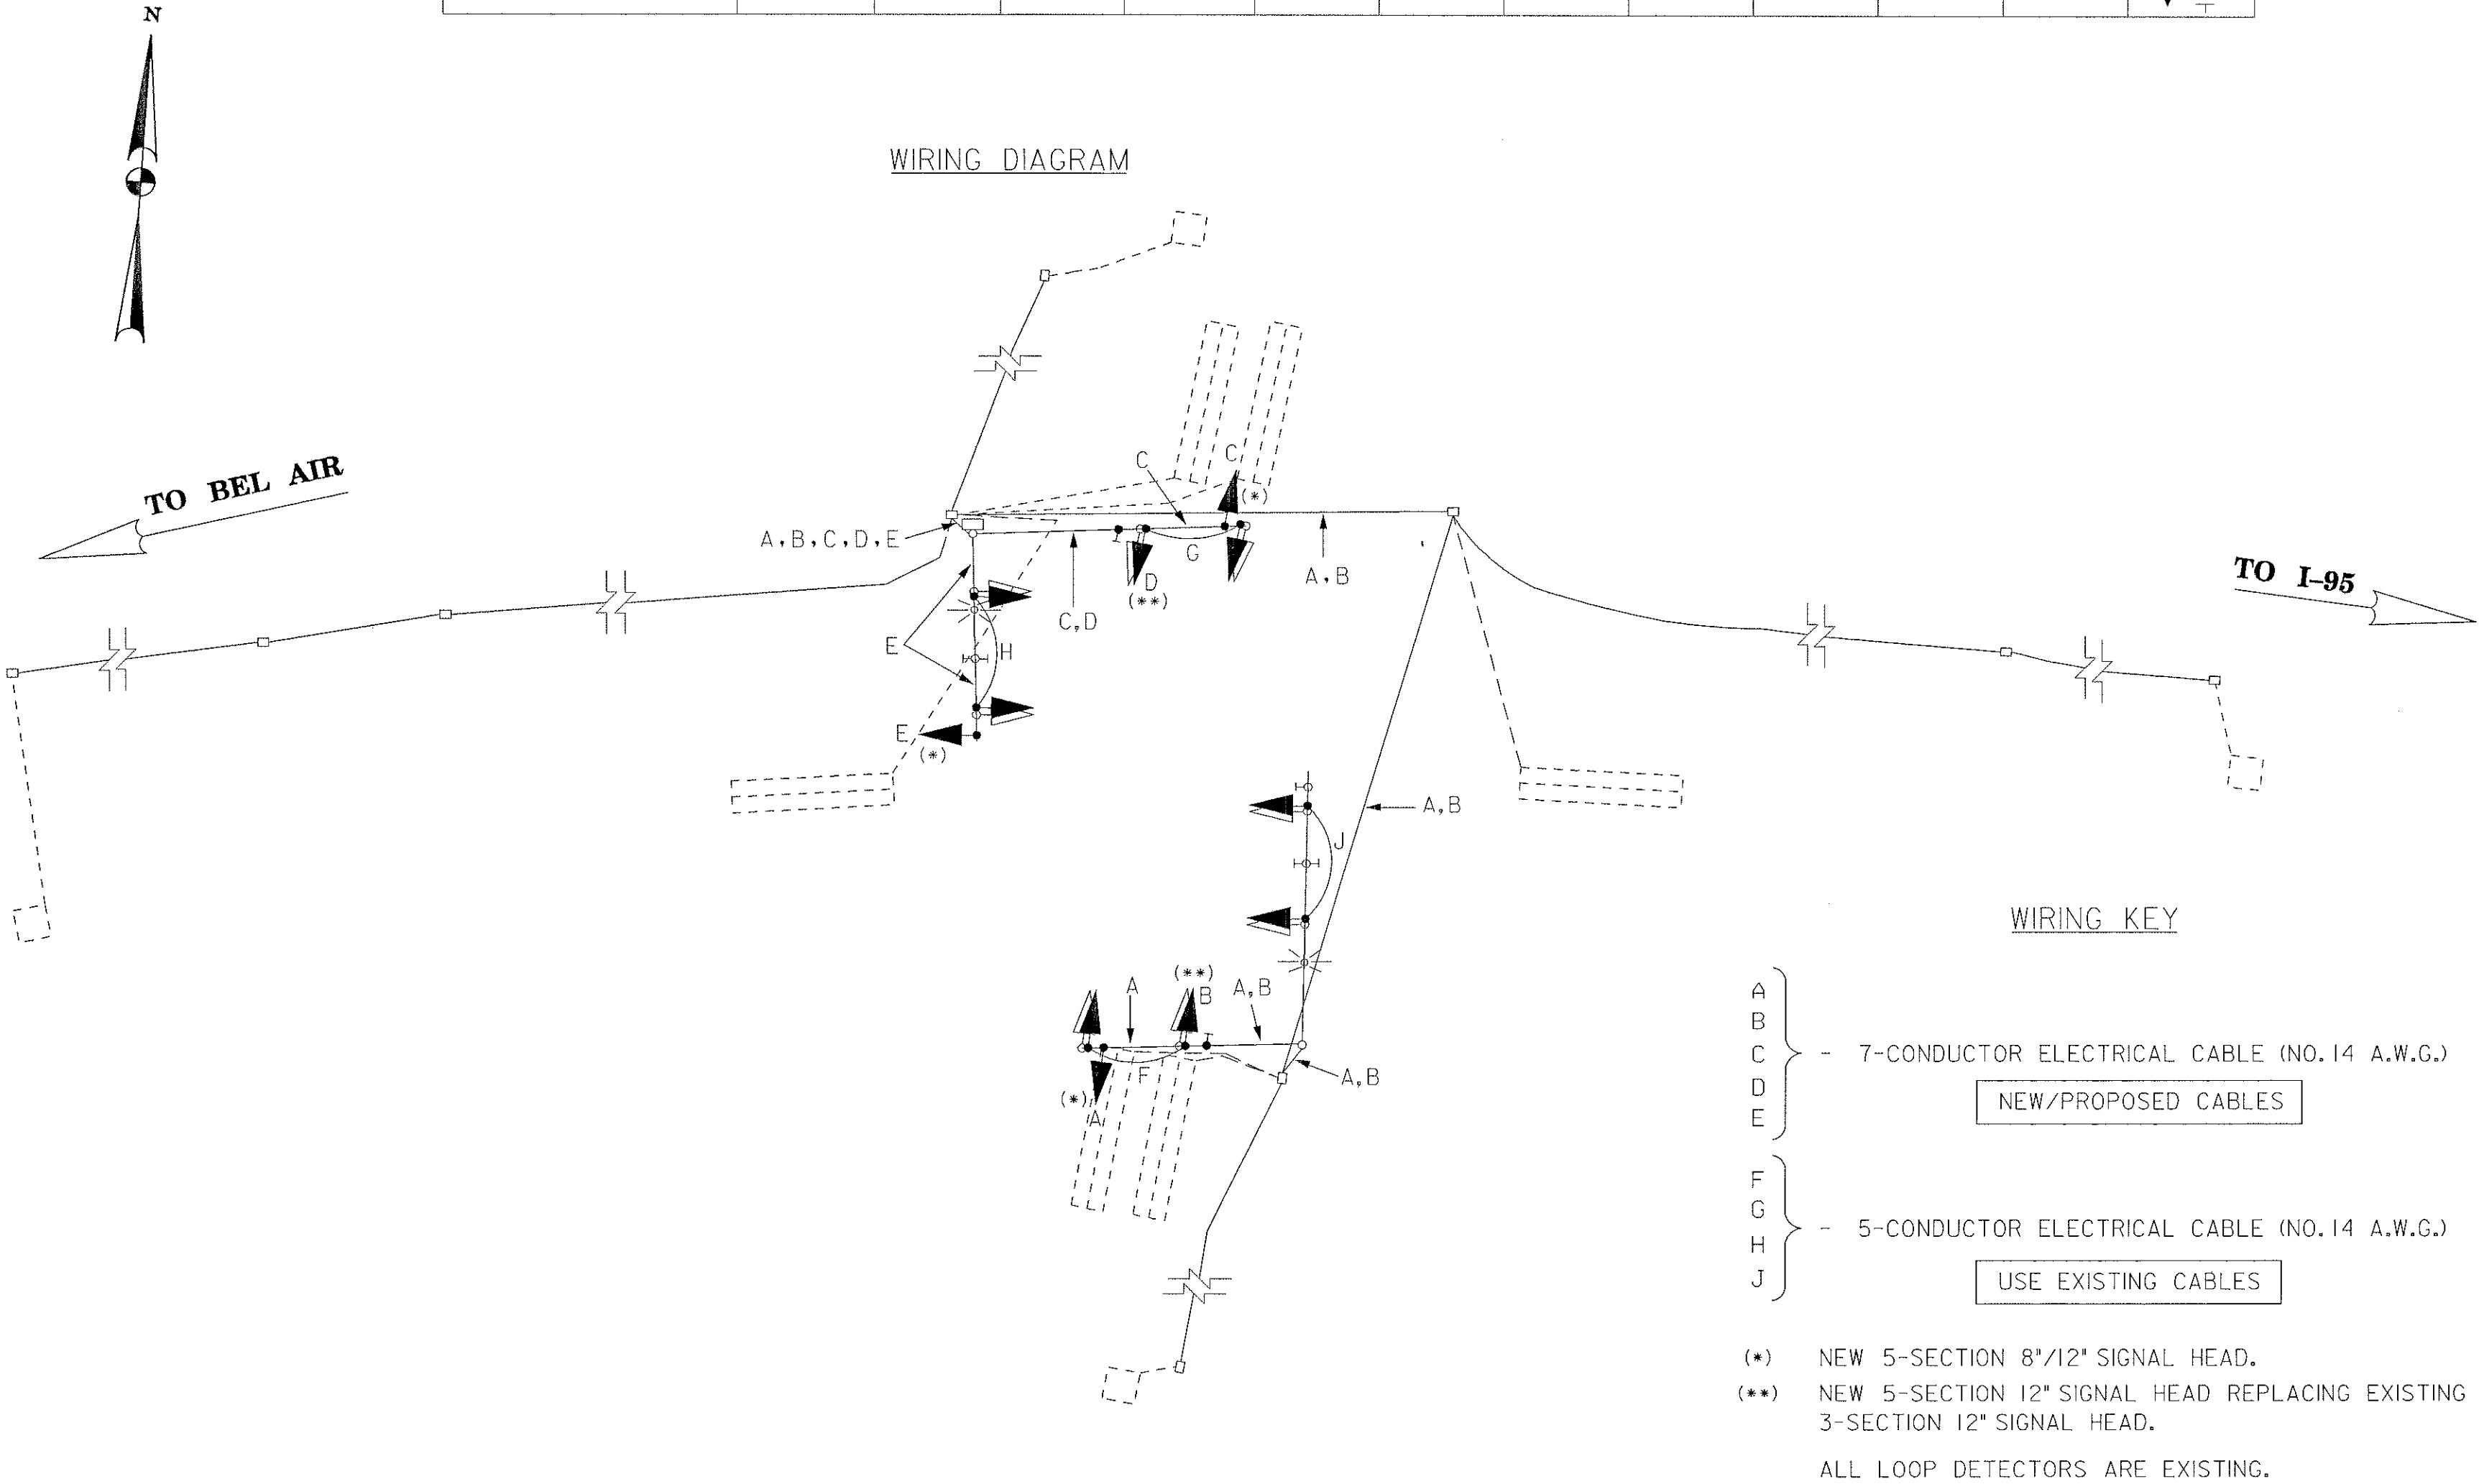 N
WIRING DIAGRAM
TO BEL AIR
C
C
(*)
A,B,C,D,E
G
D
(**)
A,B
TO I-95
C,D
E
H
E
(*)
A,B
J
WIRING KEY
(**)
A
B
A,B
F
A,B
(*)
A
A
B
C
D
E
- 7-CONDUCTOR ELECTRICAL CABLE (NO.14 A.W.G.)
NEW/PROPOSED CABLES
F
G
H
J
- 5-CONDUCTOR ELECTRICAL CABLE (NO.14 A.W.G.)
USE EXISTING CABLES
(*) NEW 5-SECTION 8"/12" SIGNAL HEAD.
(**) NEW 5-SECTION 12" SIGNAL HEAD REPLACING EXISTING
3-SECTION 12" SIGNAL HEAD.
ALL LOOP DETECTORS ARE EXISTING.